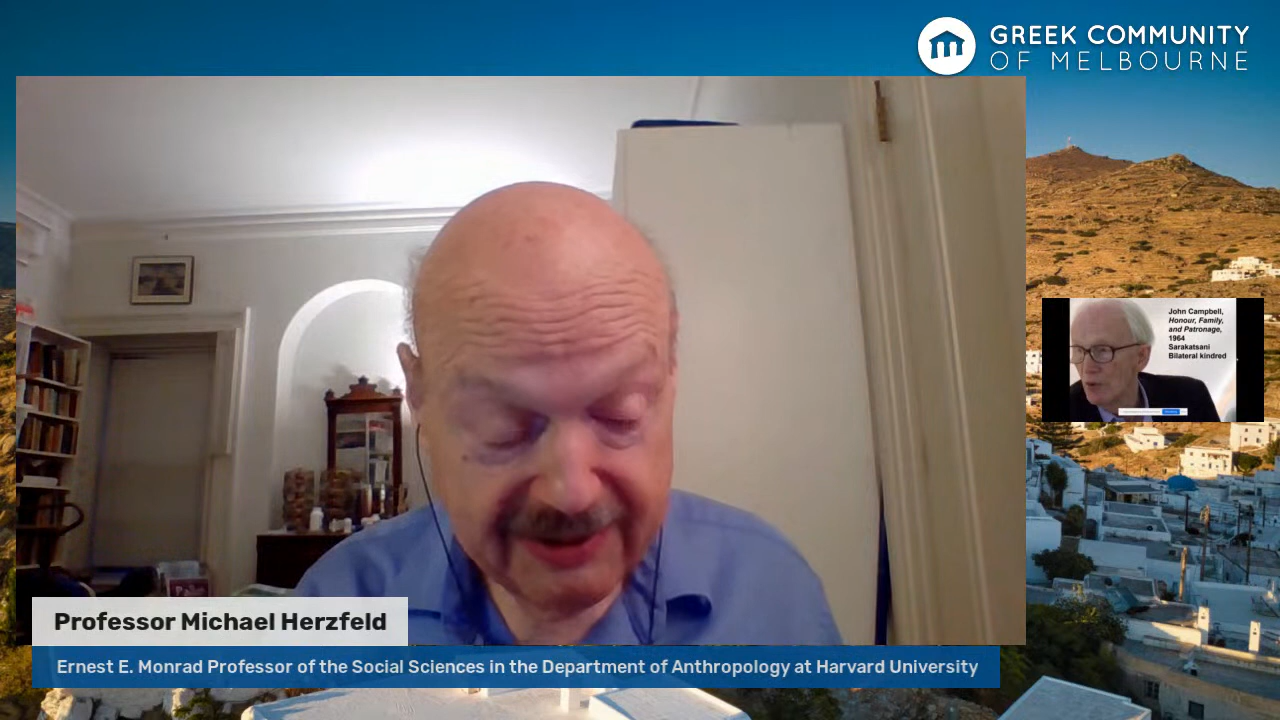 GREEK COMMUNITY
OF MELBOURNE
John Campbell,
Honour, Family,
and Patronage,
1964
Sarakatsani
Bilateral kindred
Professor Michael Herzfeld
Ernest E. Monrad Professor of the Social Sciences in the Department of Anthropology at Harvard University